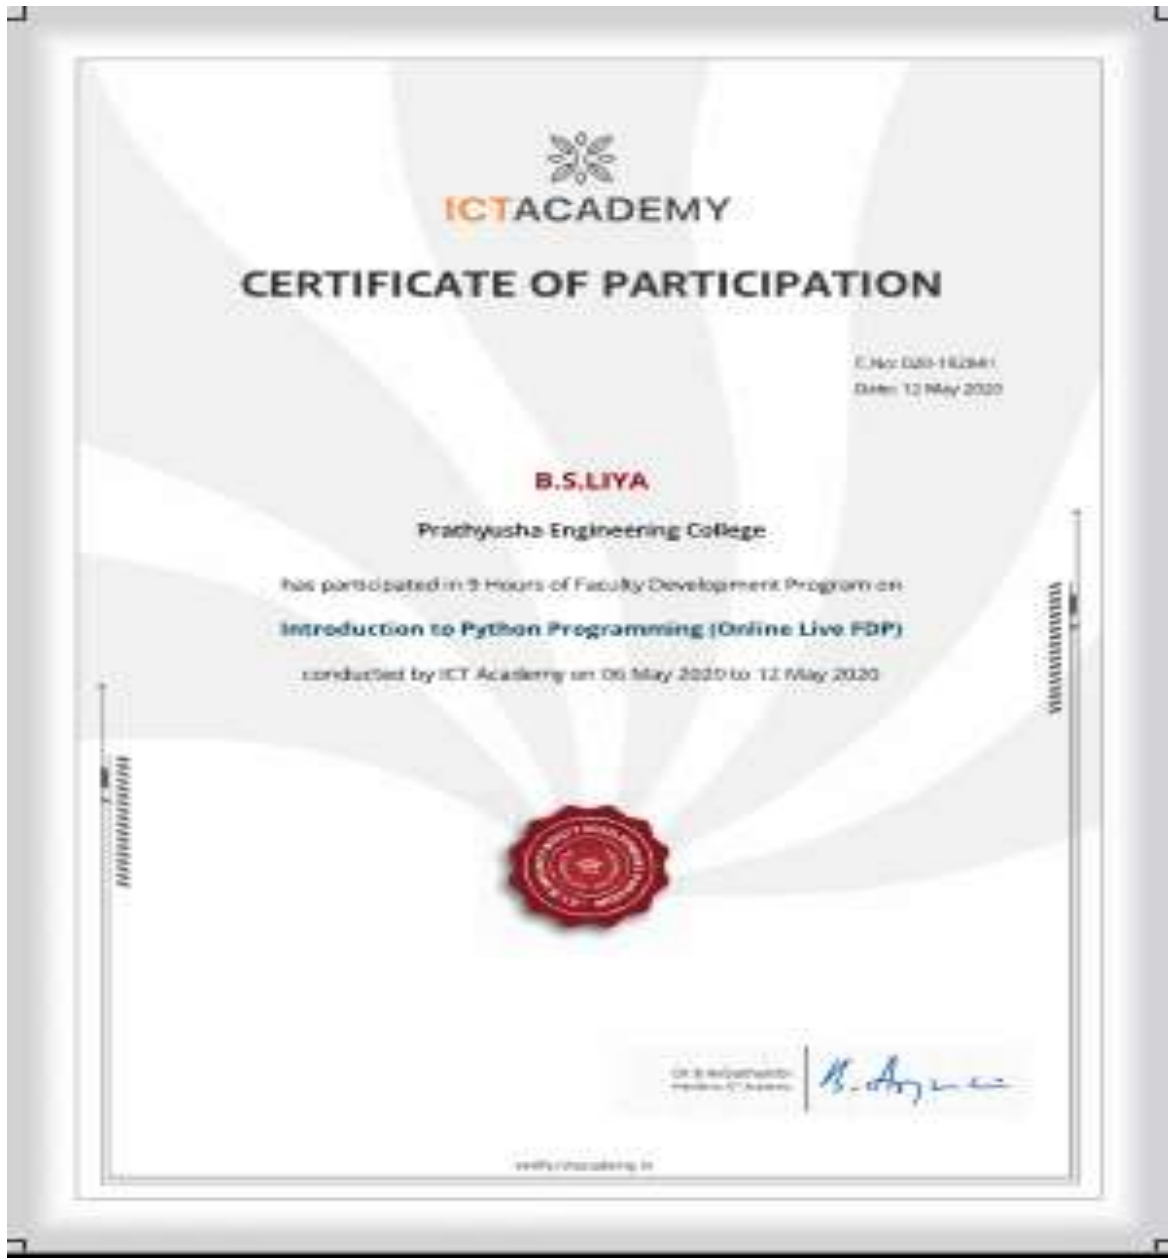 ICTACADEMY
CERTIFICATE OF PARTICIPATION
Date: 12 May 2020
B.S.LIYA
Prathyusha Engineering College
has participated in 9 Hours of Faculty Development Program on
Introduction to Python Programming (Online Live FDP)
conducted by ICT Academy on 06 May 2020 to 12 May 2020